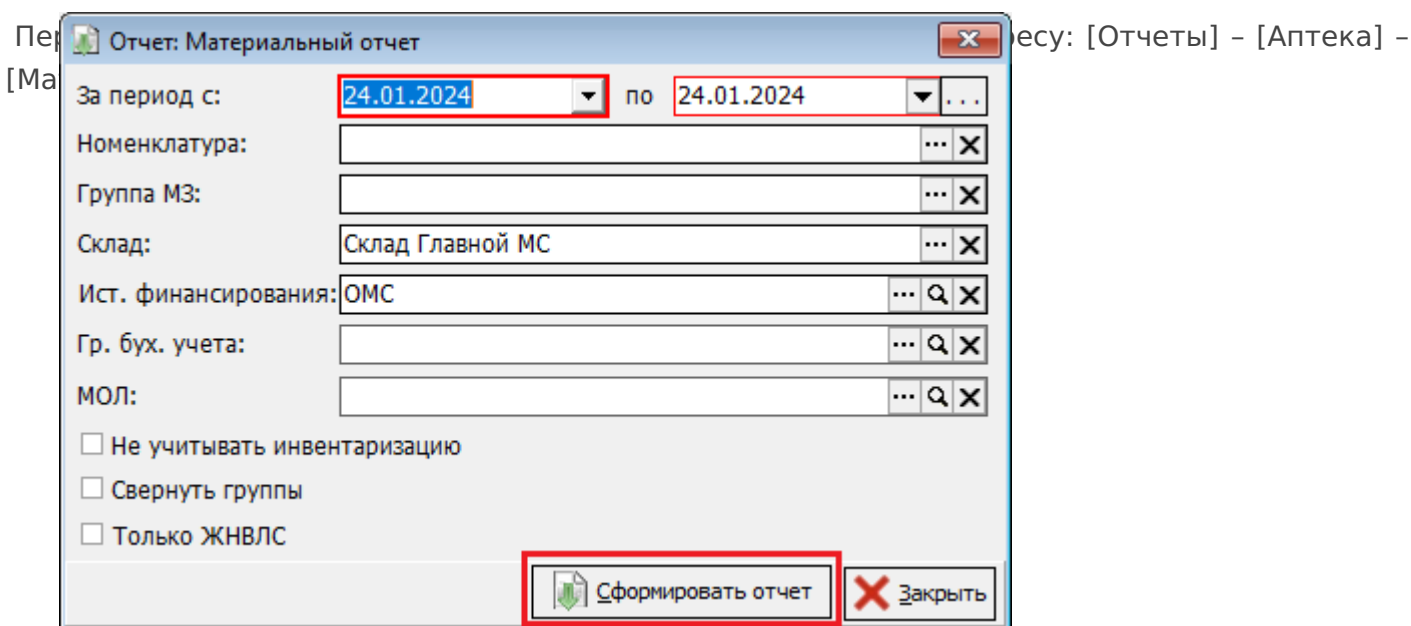 Отчет: Материальный отчет
есу: [Отчеты] – [Аптека] –
За период с: 24.01.2024 по 24.01.2024 ...
Номенклатура:
Группа МЗ:
Склад: Склад Главной МС
Ист. финансирования: ОМС
Гр. бух. учета:
МОЛ:
Не учитывать инвентаризацию
Свернуть группы
Только ЖНВЛС
Сформировать отчет Закрыть